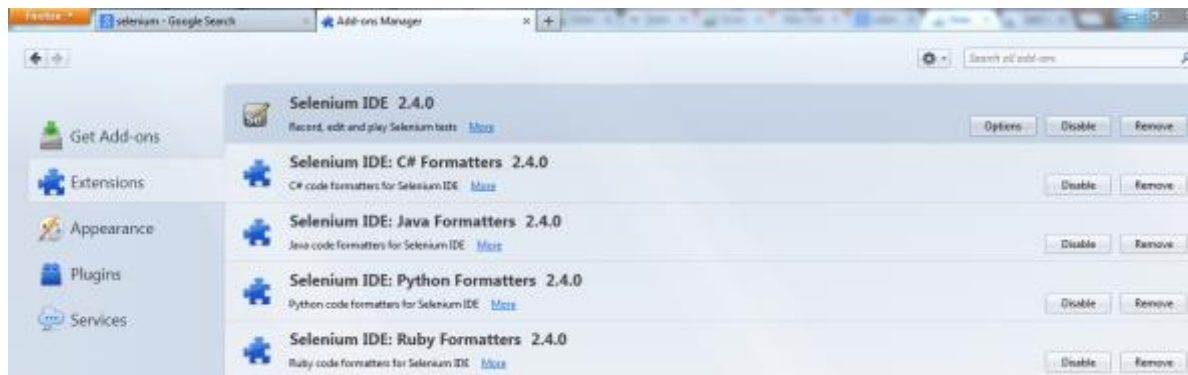 Firefox
selenium - Google Search
Add-ons Manager
Search all add-ons
Get Add-ons
Extensions
Appearance
Plugins
Services
Selenium IDE 2.4.0
Record, edit and play Selenium tests More
Options Disable Remove
Selenium IDE: C# Formatters 2.4.0
C# code formatters for Selenium IDE More
Disable Remove
Selenium IDE: Java Formatters 2.4.0
Java code formatters for Selenium IDE More
Disable Remove
Selenium IDE: Python Formatters 2.4.0
Python code formatters for Selenium IDE More
Disable Remove
Selenium IDE: Ruby Formatters 2.4.0
Ruby code formatters for Selenium IDE More
Disable Remove